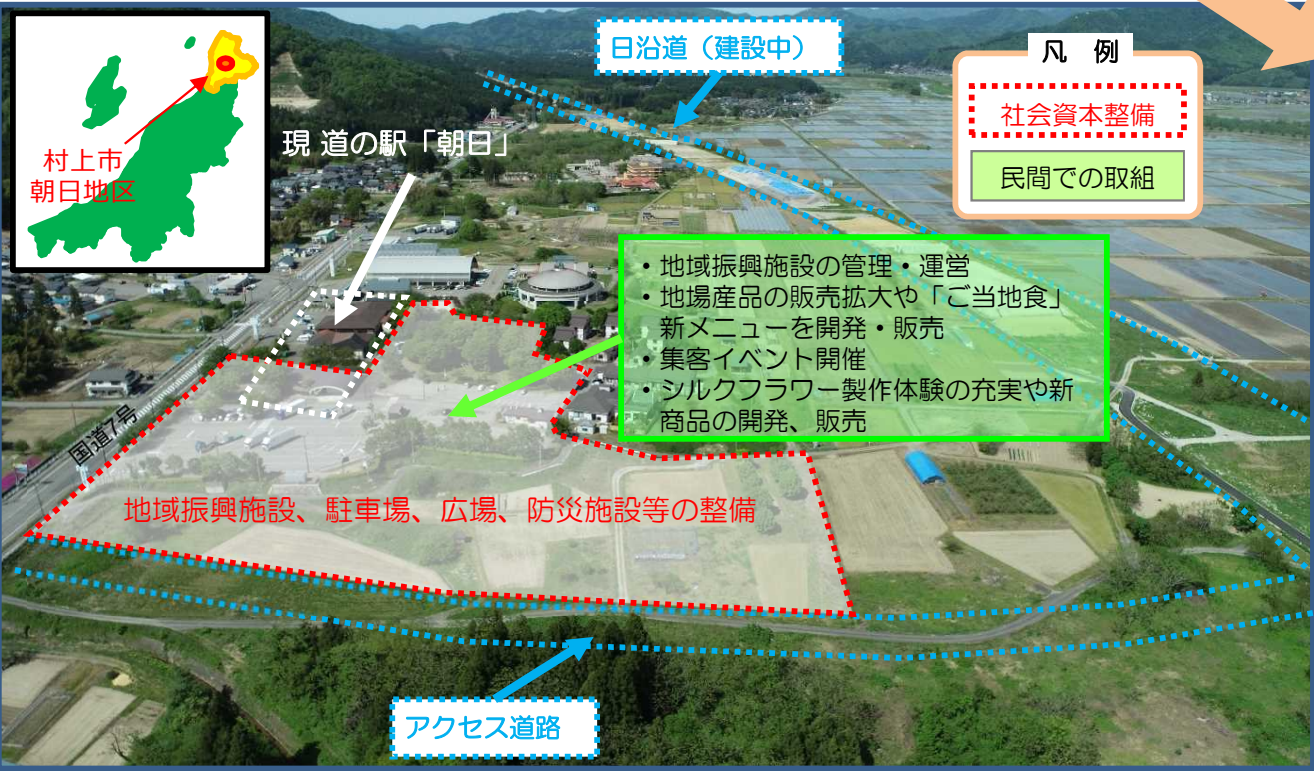 村上市
朝日地区
日沿道（建設中）
凡　例
社会資本整備
民間での取組
現 道の駅「朝日」
・地域振興施設の管理・運営
・地場産品の販売拡大や「ご当地食」
新メニューを開発・販売
・集客イベント開催
・シルクフラワー製作体験の充実や新
商品の開発、販売
国道7号
地域振興施設、駐車場、広場、防災施設等の整備
アクセス道路